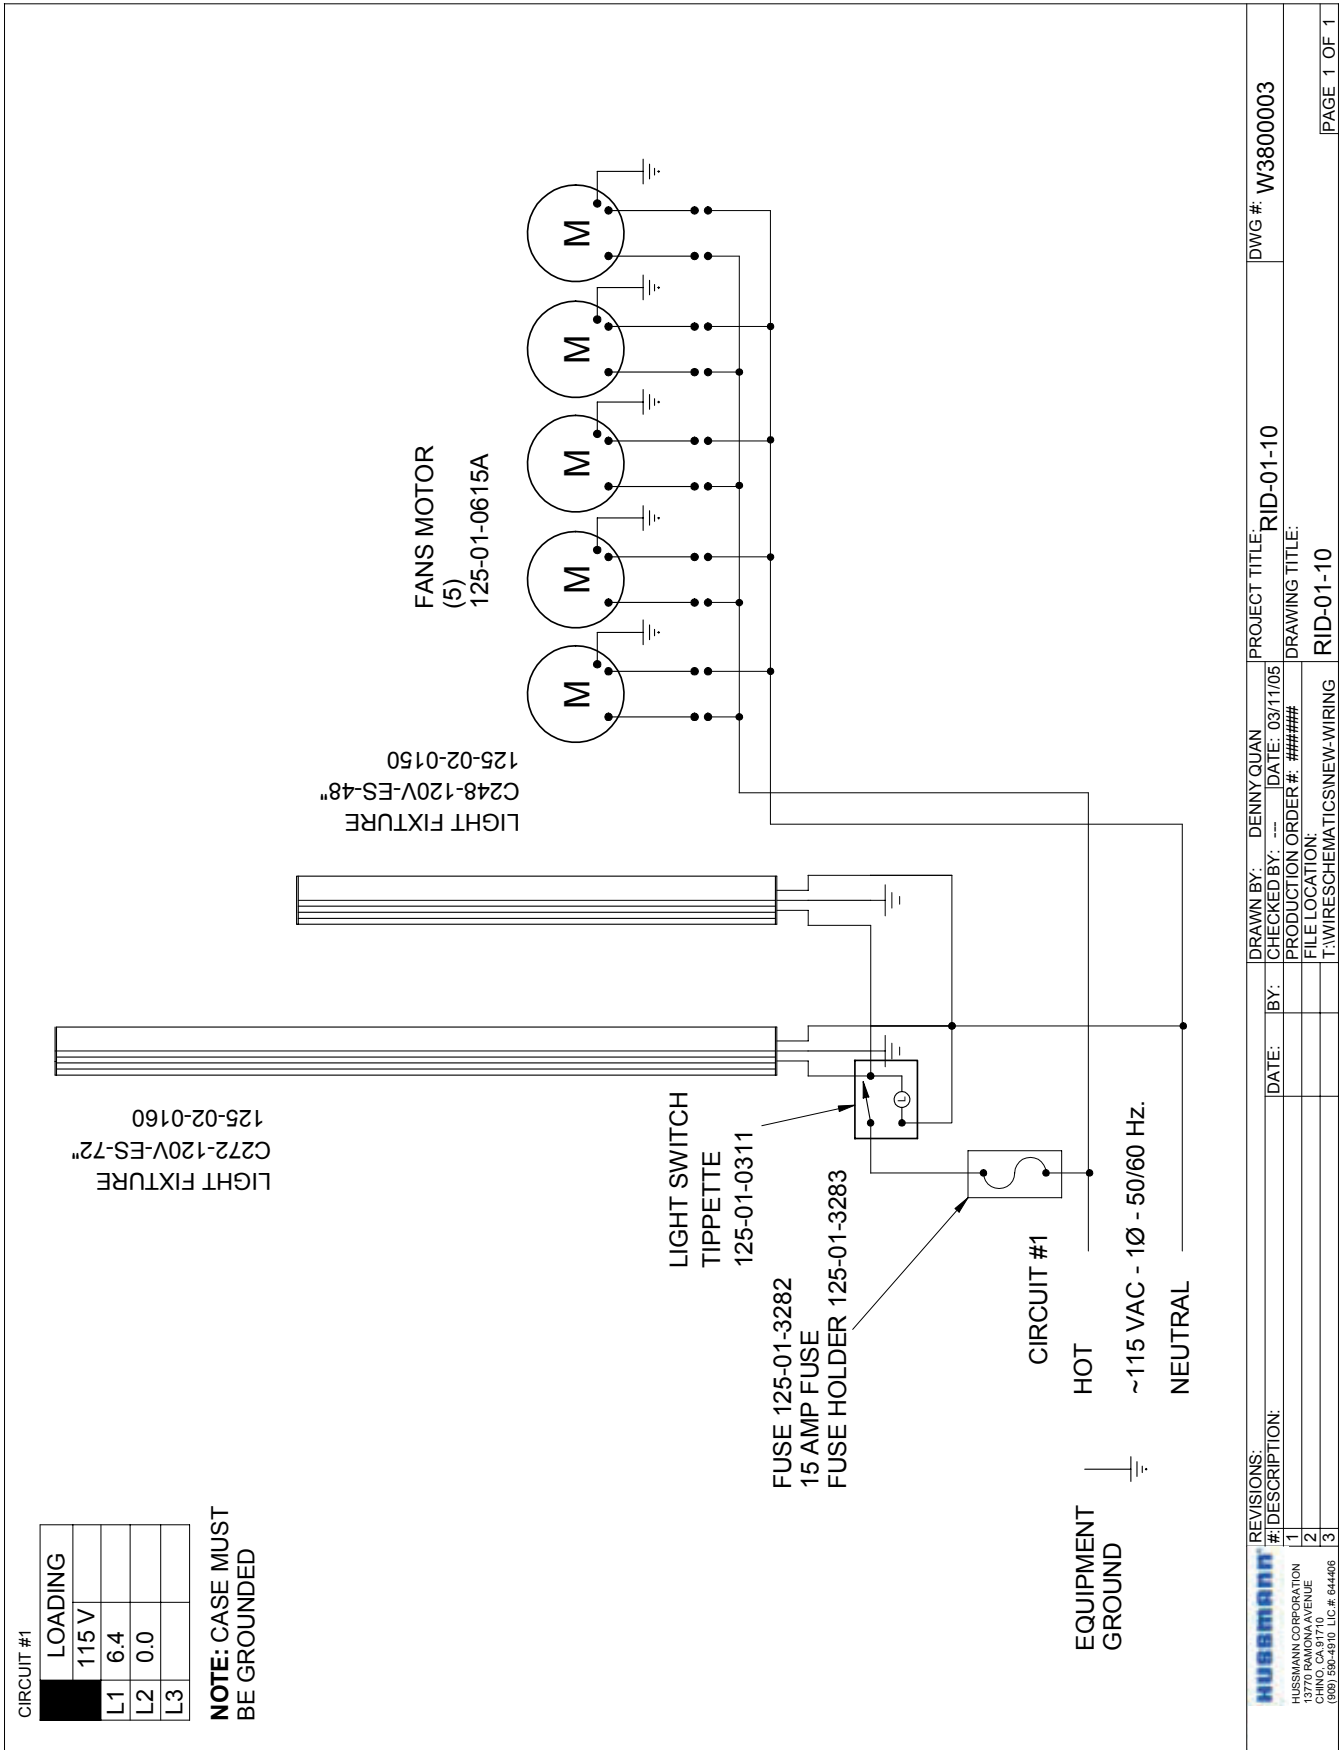 CIRCUIT #1
LOADING
115 V
L1 6.4
L2 0.0
L3
NOTE: CASE MUST
BE GROUNDED
LIGHT FIXTURE
C272-120V-ES-72"
125-02-0160
LIGHT FIXTURE
C248-120V-ES-48"
125-02-0150
FANS MOTOR
(5)
125-01-0615A
M
M
M
M
M
LIGHT SWITCH
TIPPETTE
125-01-0311
L
FUSE 125-01-3282
15 AMP FUSE
FUSE HOLDER 125-01-3283
CIRCUIT #1
HOT
~115 VAC - 1Ø - 50/60 Hz.
NEUTRAL
EQUIPMENT
GROUND
HUSSMANN
HUSSMANN CORPORATION
13770 RAMONA AVENUE
CHINO, CA.91710
(909) 590-4910 LIC.#: 644406
REVISIONS:
#: DESCRIPTION: DATE: BY:
1
2
3
DRAWN BY: DENNY QUAN
CHECKED BY: --- DATE: 03/11/05
PRODUCTION ORDER #: ######
FILE LOCATION:
T:\WIRESCHEMATICS\NEW-WIRING
PROJECT TITLE:
RID-01-10
DRAWING TITLE:
RID-01-10
DWG #: W3800003
PAGE 1 OF 1